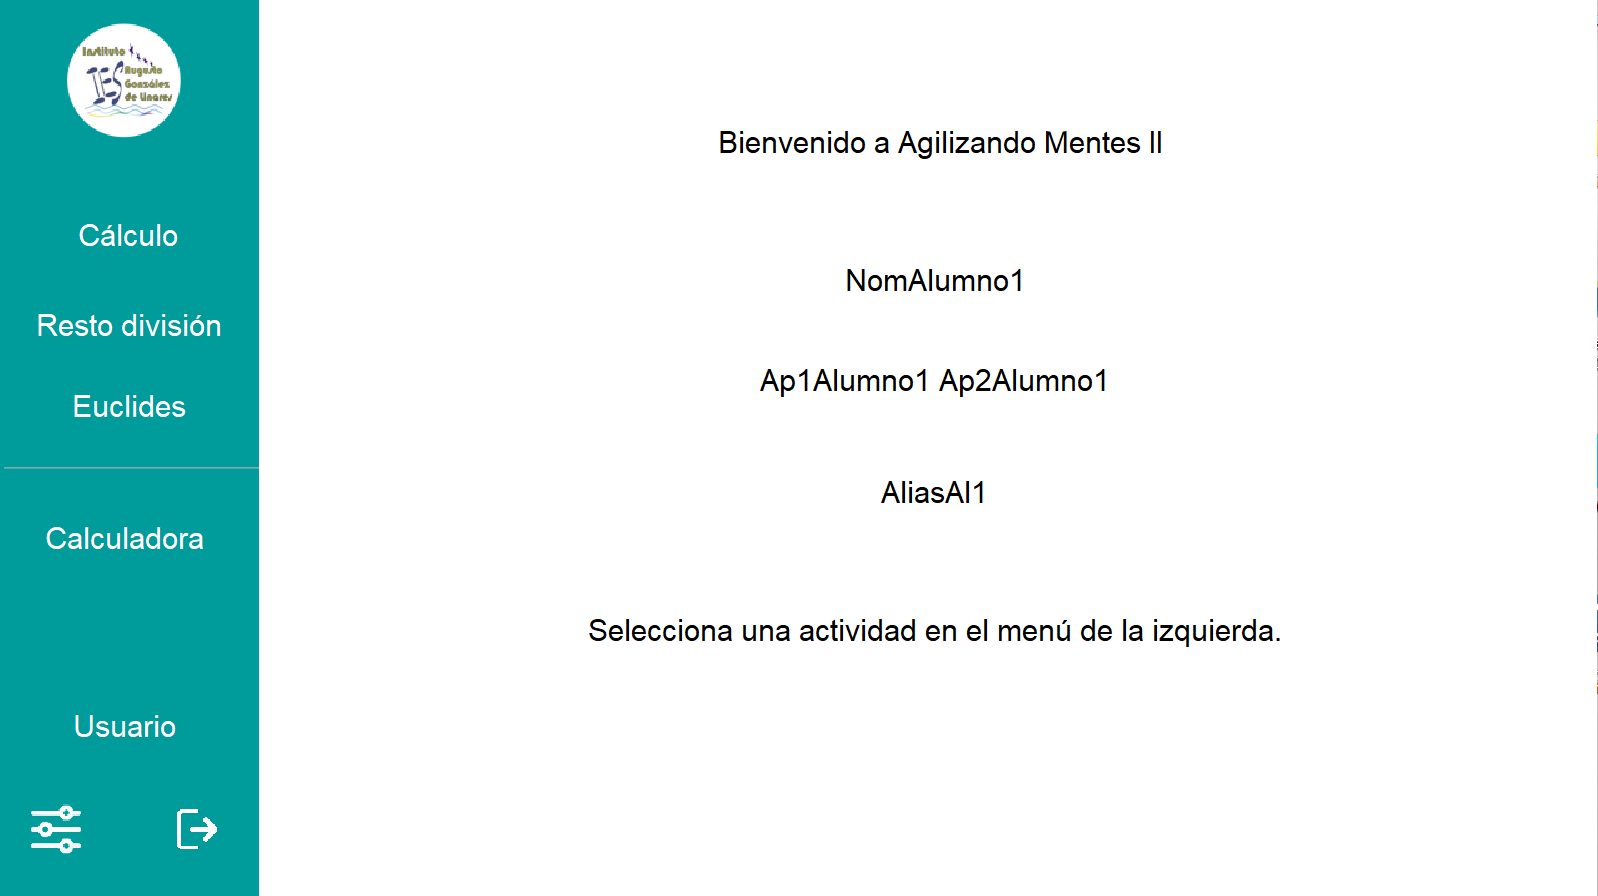 Instituto
IES
Augusto
González
de Linares
Cálculo
Resto división
Euclides
Calculadora
Usuario
Bienvenido a Agilizando Mentes II
NomAlumno1
Ap1Alumno1 Ap2Alumno1
AliasAl1
Selecciona una actividad en el menú de la izquierda.